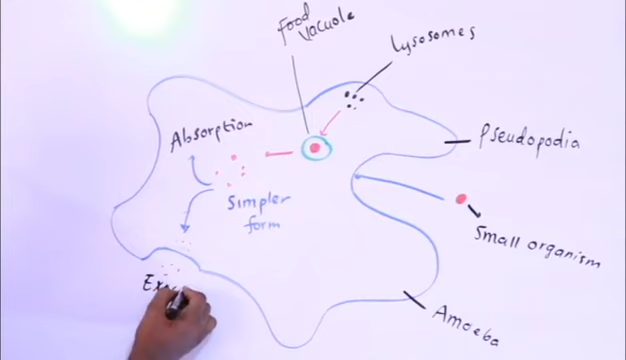 Food
Vacuole
Lysosomes
Absorption
Pseudopodia
Simpler
form
Small organism
Amoeba